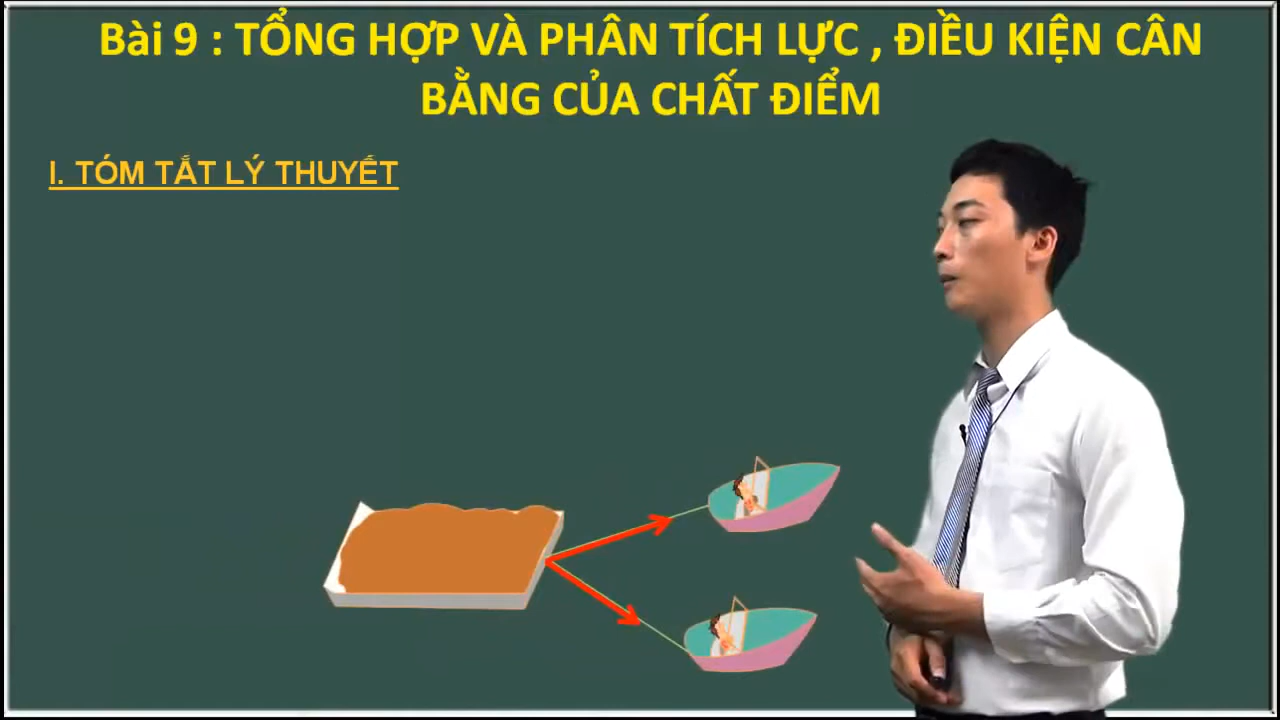 Bài 9 : TỔNG HỢP VÀ PHÂN TÍCH LỰC , ĐIỀU KIỆN CÂN
BẰNG CỦA CHẤT ĐIỂM
I. TÓM TẮT LÝ THUYẾT